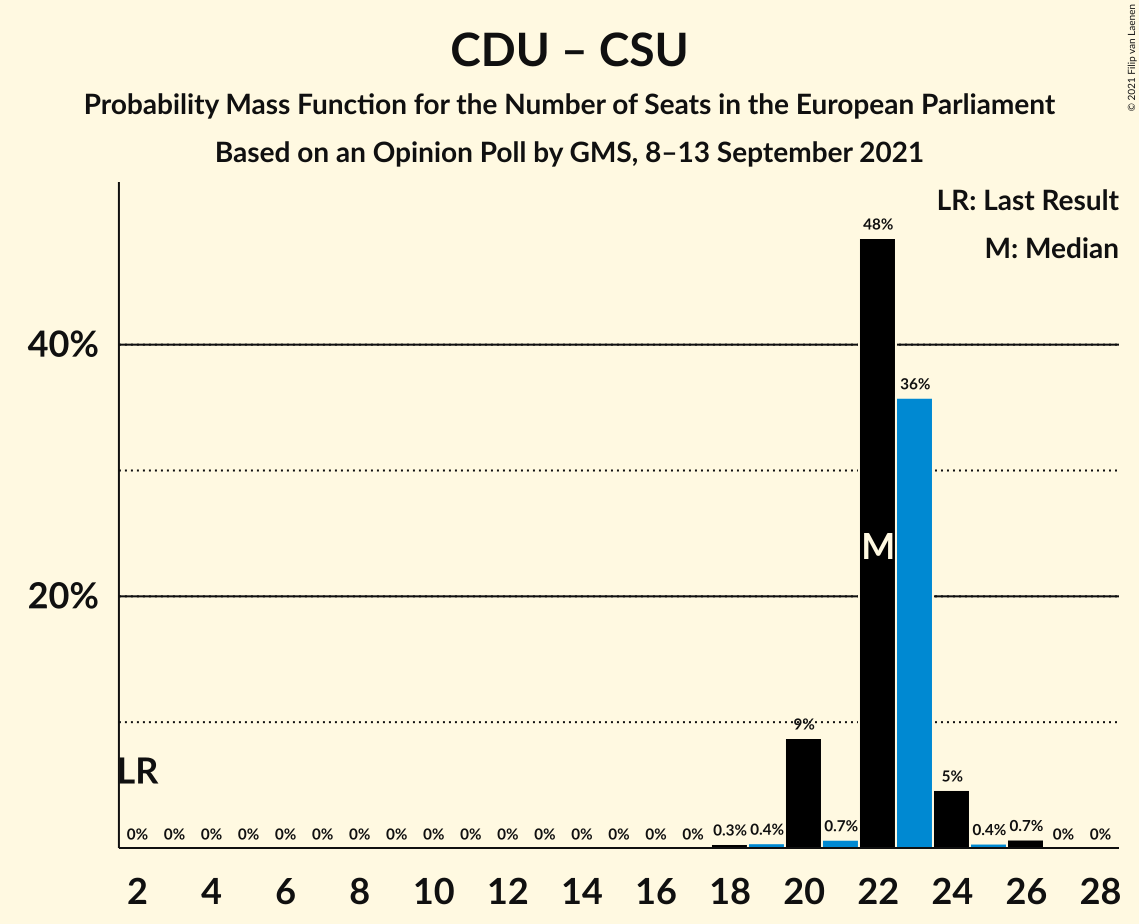 CDU – CSU
Probability Mass Function for the Number of Seats in the European Parliament
Based on an Opinion Poll by GMS, 8–13 September 2021
© 2021 Filip van Laenen
LR: Last Result
M: Median
48%
40%
36%
M
20%
9%
LR
5%
0% 0% 0% 0% 0% 0% 0% 0% 0% 0% 0% 0% 0% 0% 0% 0% 0.3% 0.4% 0.7% 0.4% 0.7% 0% 0%
2 4 6 8 10 12 14 16 18 20 22 24 26 28